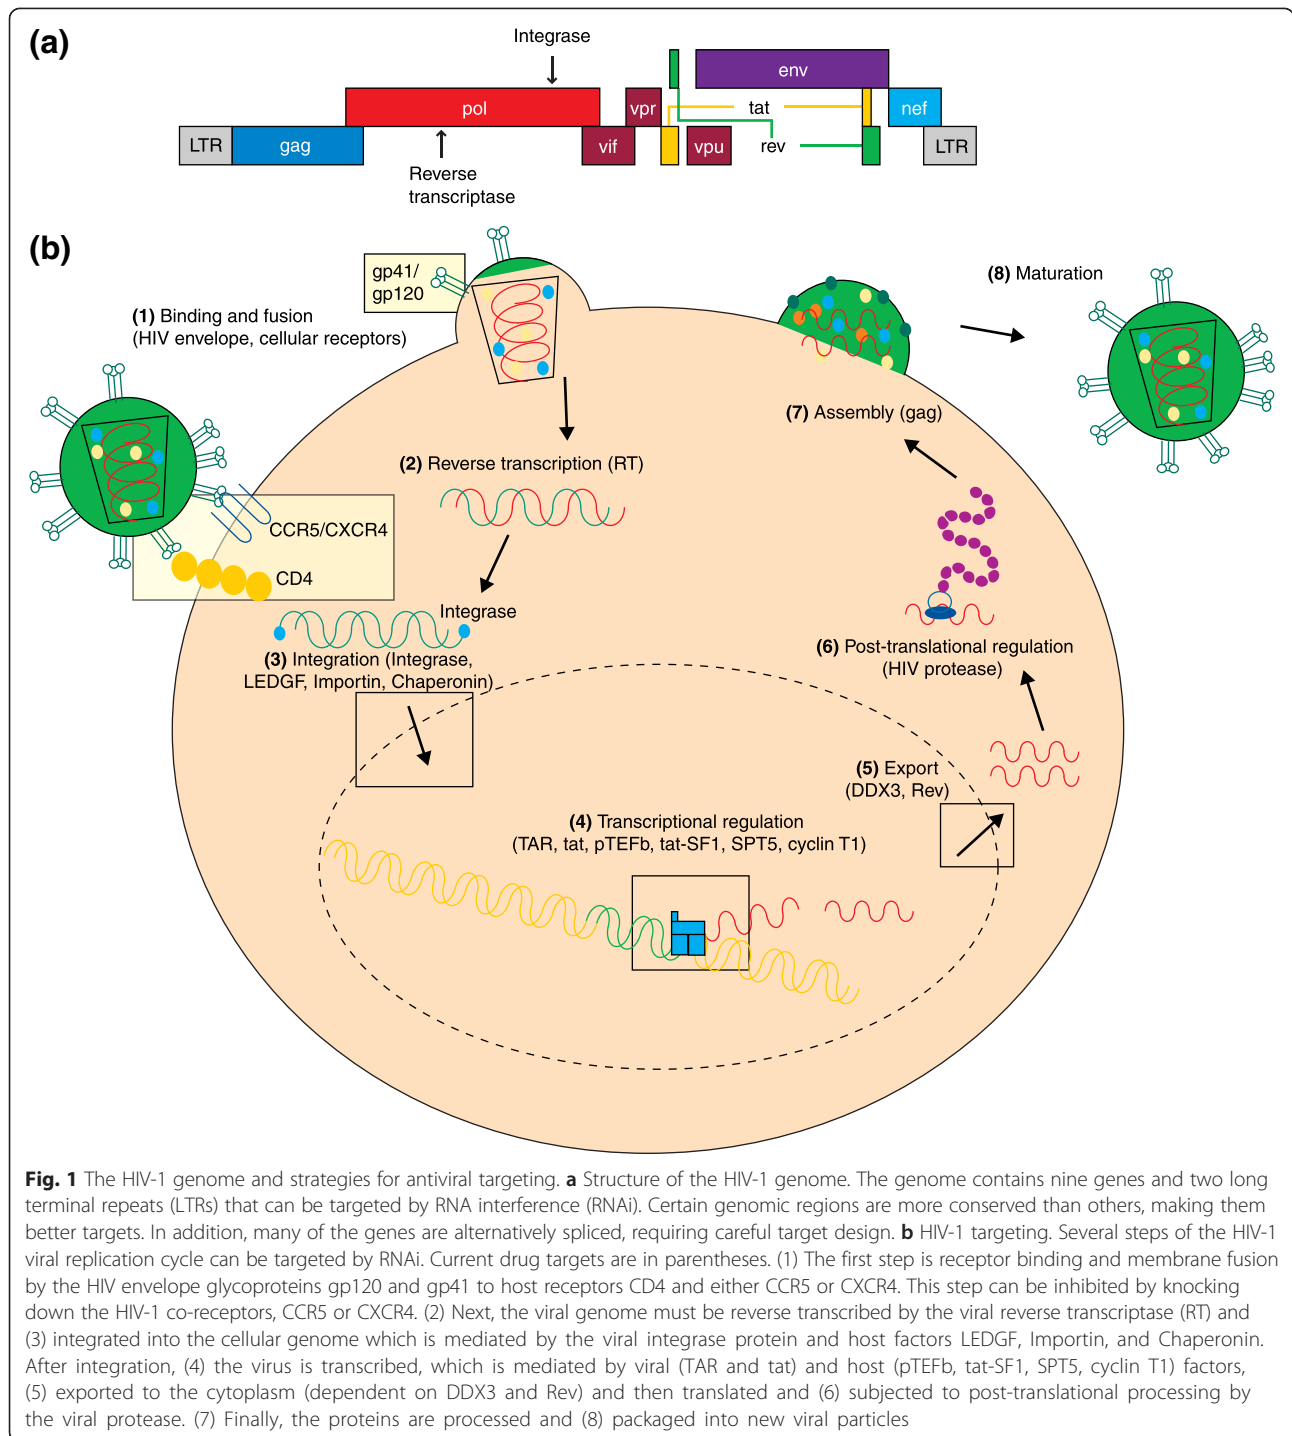 (a)
Integrase
env
pol
vpr
tat
nef
LTR
gag
vif
vpu
rev
LTR
Reverse
transcriptase
(b)
gp41/
gp120
(8) Maturation
(1) Binding and fusion
(HIV envelope, cellular receptors)
(7) Assembly (gag)
(2) Reverse transcription (RT)
CCR5/CXCR4
CD4
Integrase
(3) Integration (Integrase,
LEDGF, Importin, Chaperonin)
(6) Post-translational regulation
(HIV protease)
(5) Export
(DDX3, Rev)
(4) Transcriptional regulation
(TAR, tat, pTEFb, tat-SF1, SPT5, cyclin T1)
Fig. 1 The HIV-1 genome and strategies for antiviral targeting. a Structure of the HIV-1 genome. The genome contains nine genes and two long
terminal repeats (LTRs) that can be targeted by RNA interference (RNAi). Certain genomic regions are more conserved than others, making them
better targets. In addition, many of the genes are alternatively spliced, requiring careful target design. b HIV-1 targeting. Several steps of the HIV-1
viral replication cycle can be targeted by RNAi. Current drug targets are in parentheses. (1) The first step is receptor binding and membrane fusion
by the HIV envelope glycoproteins gp120 and gp41 to host receptors CD4 and either CCR5 or CXCR4. This step can be inhibited by knocking
down the HIV-1 co-receptors, CCR5 or CXCR4. (2) Next, the viral genome must be reverse transcribed by the viral reverse transcriptase (RT) and
(3) integrated into the cellular genome which is mediated by the viral integrase protein and host factors LEDGF, Importin, and Chaperonin.
After integration, (4) the virus is transcribed, which is mediated by viral (TAR and tat) and host (pTEFb, tat-SF1, SPT5, cyclin T1) factors,
(5) exported to the cytoplasm (dependent on DDX3 and Rev) and then translated and (6) subjected to post-translational processing by
the viral protease. (7) Finally, the proteins are processed and (8) packaged into new viral particles